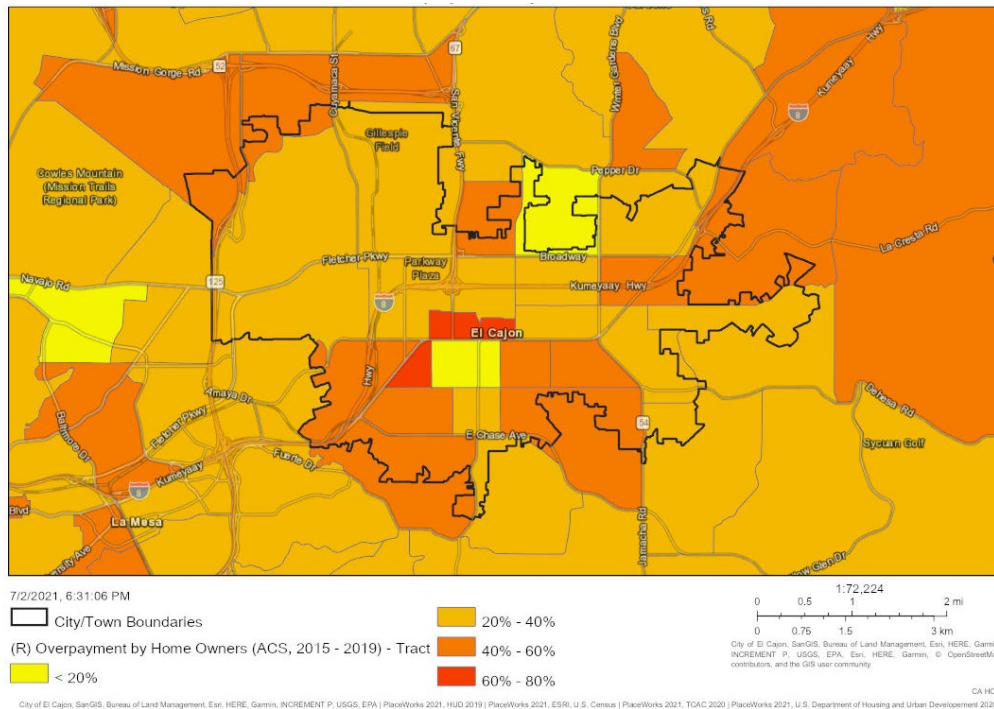 Mission Gorge Rd
52
67
Cuyamaca St
San Vicente Fwy
Winter Gardens Blvd
Hwy
Kumeyaay
8
Gillespie
Field
Cowles Mountain
(Mission Trails
Regional Park)
Pepper Dr
La Cresta Rd
Fletcher Pkwy
Parkway
Plaza
Broadway
Kumeyaay Hwy
Navajo Rd
125
8
El Cajon
Hwy
Amaya Dr
Dehesa Rd
Baltimore Dr
Fletcher Pkwy
E Chase Ave
54
Sycuan Golf
Fuerte Dr
Kumeyaay
8
Blvd
La Mesa
Jamacha Rd
7/2/2021, 6:31:06 PM
City/Town Boundaries
(R) Overpayment by Home Owners (ACS, 2015 - 2019) - Tract
< 20%
20% - 40%
40% - 60%
60% - 80%
1:72,224
0 0.5 1 2 mi
0 0.75 1.5 3 km
City of El Cajon, SanGIS, Bureau of Land Management, Esri, HERE, Garmin,
INCREMENT P, USGS, EPA, Esri, HERE, Garmin, © OpenStreetMa
contributors, and the GIS user community
CA HC
City of El Cajon, SanGIS, Bureau of Land Management, Esri, HERE, Garmin, INCREMENT P, USGS, EPA | PlaceWorks 2021, HUD 2019 | PlaceWorks 2021, ESRI, U.S. Census | PlaceWorks 2021, TCAC 2020 | PlaceWorks 2021, U.S. Department of Housing and Urban Developement 2020